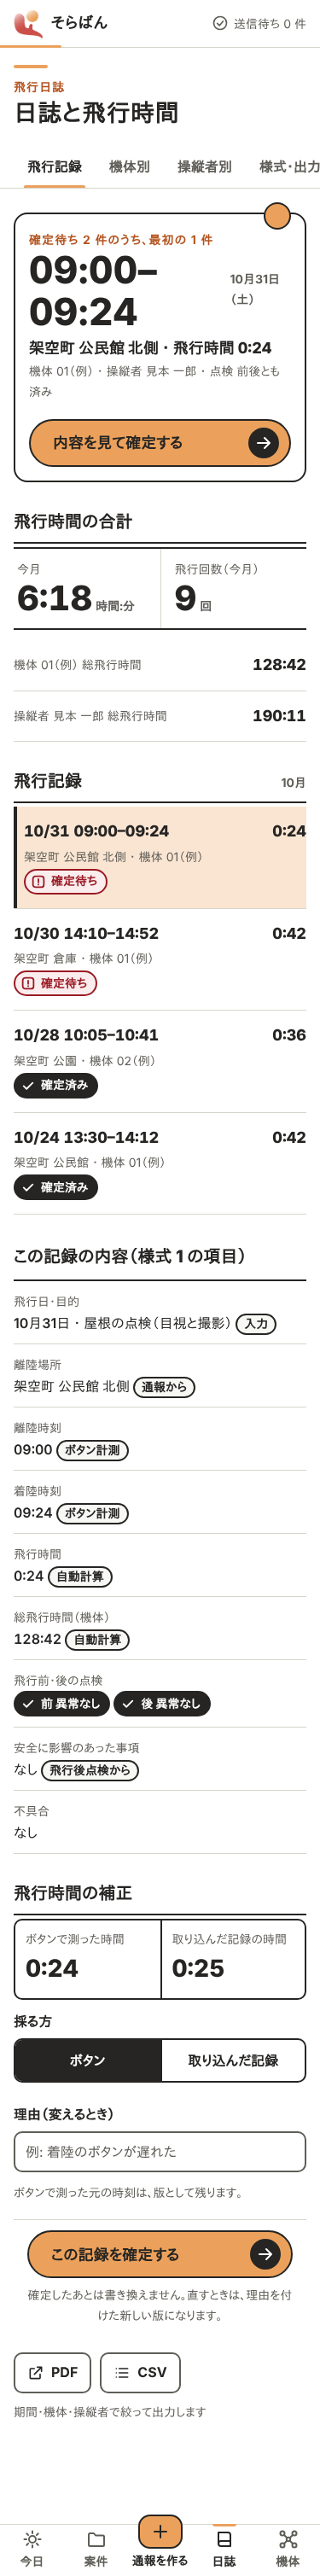 そらばん
送信待ち 0 件
飛行日誌
日誌と飛行時間
飛行記録 機体別 操縦者別 様式・出力
確定待ち 2 件のうち、最初の 1 件
09:00–
09:24
10月31日
（土）
架空町 公民館 北側・飛行時間 0:24
機体 01（例）・操縦者 見本 一郎・点検 前後とも
済み
内容を見て確定する
飛行時間の合計
今月
6:18 時間:分
飛行回数（今月）
9 回
機体 01（例） 総飛行時間 128:42
操縦者 見本 一郎 総飛行時間 190:11
飛行記録 10月
10/31 09:00–09:24 0:24
架空町 公民館 北側・機体 01（例）
確定待ち
10/30 14:10–14:52 0:42
架空町 倉庫・機体 01（例）
確定待ち
10/28 10:05–10:41 0:36
架空町 公園・機体 02（例）
確定済み
10/24 13:30–14:12 0:42
架空町 公民館・機体 01（例）
確定済み
この記録の内容（様式 1 の項目）
飛行日・目的
10月31日・屋根の点検（目視と撮影） 入力
離陸場所
架空町 公民館 北側 通報から
離陸時刻
09:00 ボタン計測
着陸時刻
09:24 ボタン計測
飛行時間
0:24 自動計算
総飛行時間（機体）
128:42 自動計算
飛行前・後の点検
前 異常なし 後 異常なし
安全に影響のあった事項
なし 飛行後点検から
不具合
なし
飛行時間の補正
ボタンで測った時間
0:24
取り込んだ記録の時間
0:25
採る方
ボタン 取り込んだ記録
理由（変えるとき）
例: 着陸のボタンが遅れた
ボタンで測った元の時刻は、版として残ります。
この記録を確定する
確定したあとは書き換えません。直すときは、理由を付
けた新しい版になります。
PDF CSV
期間・機体・操縦者で絞って出力します
今日 案件 通報を作る 日誌 機体